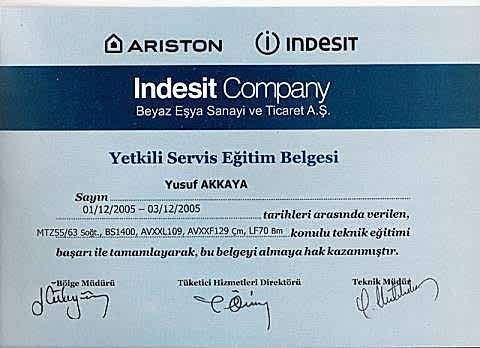 ARISTON
indesit
Indesit Company
Beyaz Eşya Sanayi ve Ticaret A.Ş.
Yetkili Servis Eğitim Belgesi
Yusuf AKKAYA
Sayın
01/12/2005 – 03/12/2005
tarihleri arasında verilen,
MTZ55/63 Soğt., BS1400, AVXXL109, AVXXF129 Çm, LF70 Bm konulu teknik eğitimi
başarı ile tamamlayarak, bu belgeyi almaya hak kazanmıştır.
Bölge Müdürü
Tüketici Hizmetleri Direktörü
Teknik Müdür